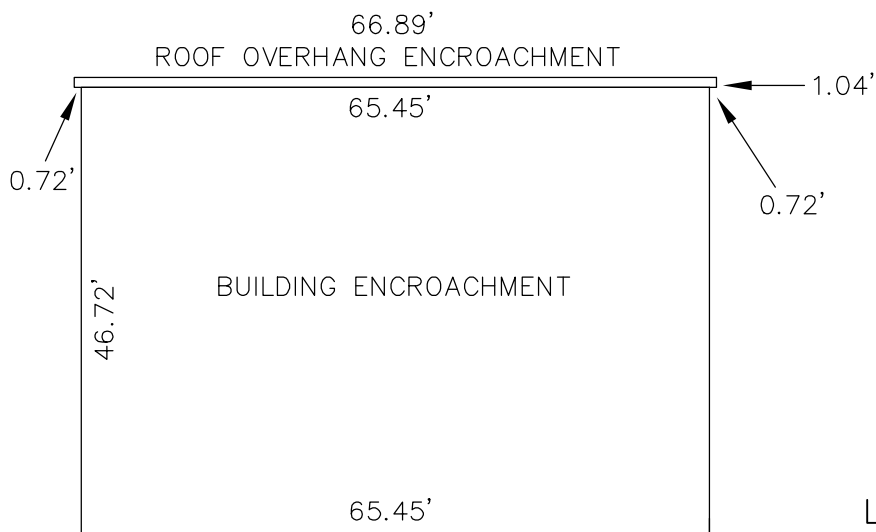 66.89'
ROOF OVERHANG ENCROACHMENT
1.04'
65.45'
0.72'
0.72'
BUILDING ENCROACHMENT
46.72'
65.45'
L